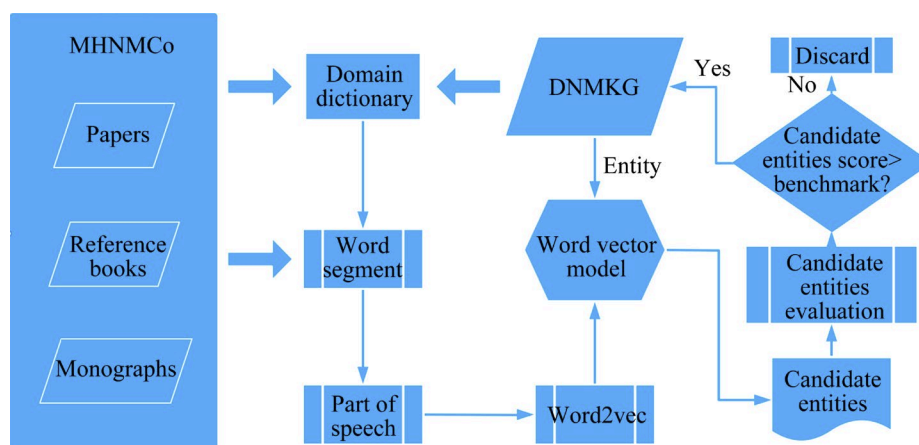 MHNMCo
Papers
Reference
books
Monographs
Domain
dictionary
Word
segment
Part of
speech
DNMKG
Entity
Word vector
model
Word2vec
Yes
Discard
No
Candidate
entities score>
benchmark?
Candidate
entities
evaluation
Candidate
entities